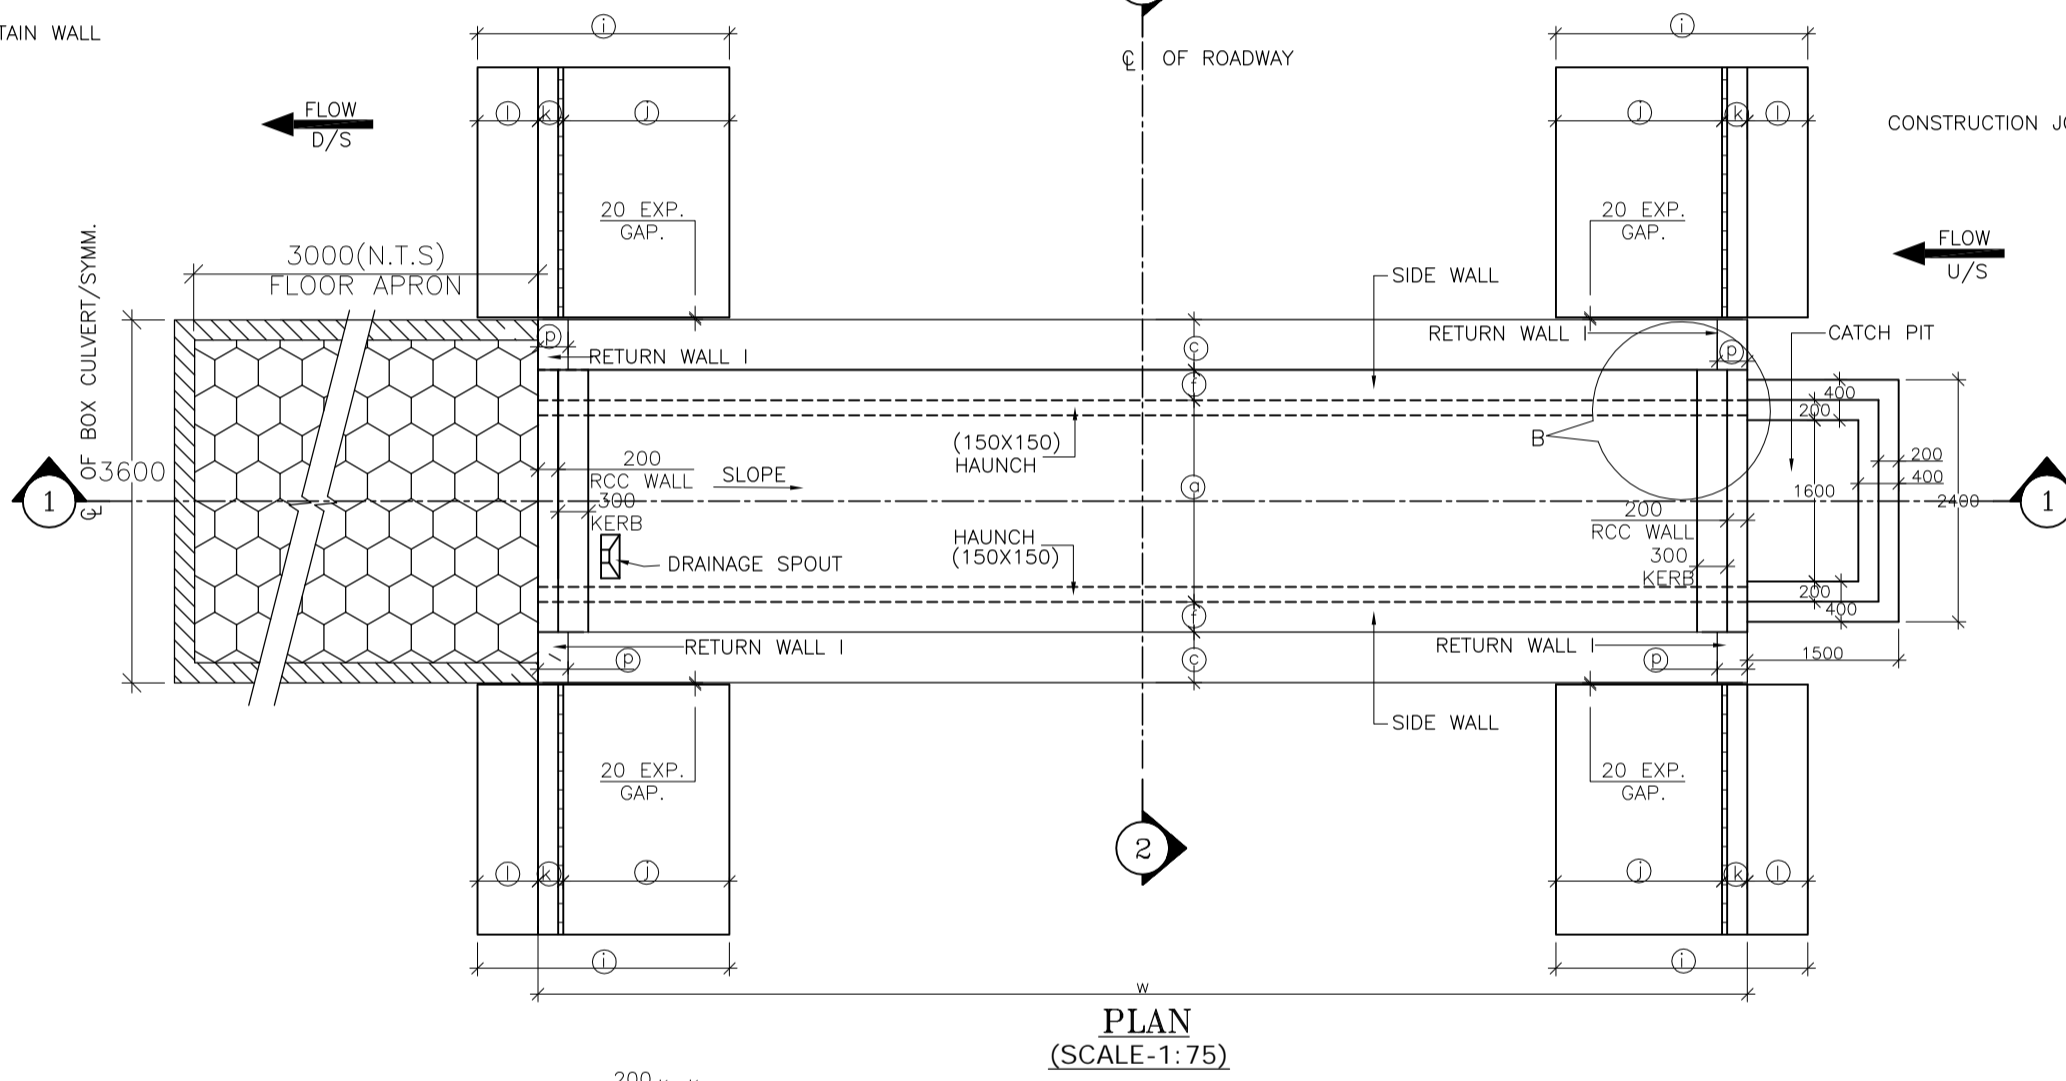 TAIN WALL
i
i
℄ OF ROADWAY
FLOW
D/S
l k j
j k l
CONSTRUCTION JO
20 EXP.
GAP.
20 EXP.
GAP.
FLOW
U/S
℄ OF BOX CULVERT/SYMM.
3000(N.T.S)
FLOOR APRON
SIDE WALL
p
RETURN WALL I
RETURN WALL I
c
p
CATCH PIT
f
400
200
(150X150)
HAUNCH
B
3600
200
RCC WALL
SLOPE
200
400
1
a
1600
2400
1
300
KERB
200
RCC WALL
HAUNCH
(150X150)
300
KERB
DRAINAGE SPOUT
200
400
f
RETURN WALL I
RETURN WALL I
p
c
p
1500
SIDE WALL
20 EXP.
GAP.
20 EXP.
GAP.
2
l k j
j k l
i
i
w
PLAN
(SCALE-1:75)
200